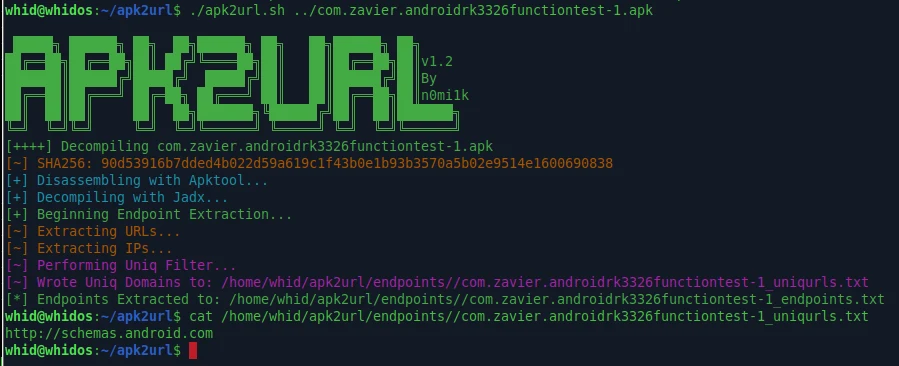 whid@whidos:~/apk2url$ ./apk2url.sh ../com.zavier.androidrk3326functiontest-1.apk
APK2URL
v1.2
By
n0mi1k
[++++] Decompiling com.zavier.androidrk3326functiontest-1.apk
[~] SHA256: 90d53916b7dded4b022d59a619c1f43b0e1b93b3570a5b02e9514e1600690838
[+] Disassembling with Apktool...
[+] Decompiling with Jadx...
[+] Beginning Endpoint Extraction...
[~] Extracting URLs...
[~] Extracting IPs...
[~] Performing Uniq Filter...
[~] Wrote Uniq Domains to: /home/whid/apk2url/endpoints//com.zavier.androidrk3326functiontest-1_uniqurls.txt
[*] Endpoints Extracted to: /home/whid/apk2url/endpoints//com.zavier.androidrk3326functiontest-1_endpoints.txt
whid@whidos:~/apk2url$ cat /home/whid/apk2url/endpoints//com.zavier.androidrk3326functiontest-1_uniqurls.txt
http://schemas.android.com
whid@whidos:~/apk2url$